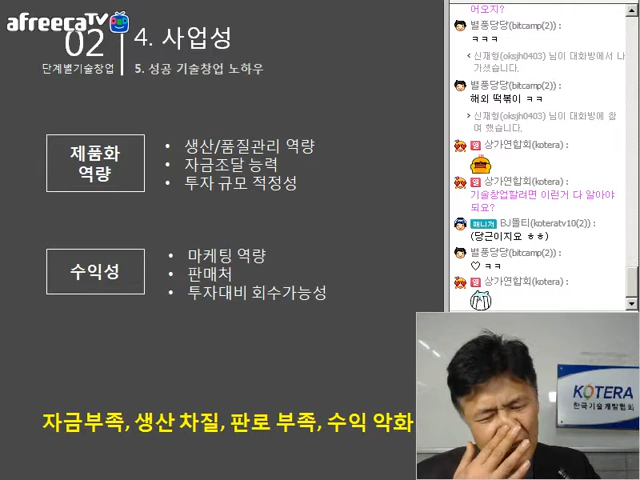 afreecaTV
02
단계별기술창업
4. 사업성
5. 성공 기술창업 노하우
제품화
역량
• 생산/품질관리 역량
• 자금조달 능력
• 투자 규모 적정성
수익성
• 마케팅 역량
• 판매처
• 투자대비 회수가능성
자금부족, 생산 차질, 판로 부족, 수익 악화
어오지?
별풍당당(bitcamp(2)) :
ㅋㅋㅋ
신재형(oksjh0403) 님이 대화방에서 나
가셨습니다.
별풍당당(bitcamp(2)) :
해외 떡볶이 ㅋㅋ
신재형(oksjh0403) 님이 대화방에 참
여 했습니다.
열 상가연합회(kotera) :
열 상가연합회(kotera) :
기술창업할려면 이런거 다 알아야
되요?
매니저 BJ돌티(koteratv10(2)) :
(당근이지요 ㅎㅎ)
별풍당당(bitcamp(2)) :
♡ ㅋㅋ
열 상가연합회(kotera) :
KOTERA
한국기술개발협회